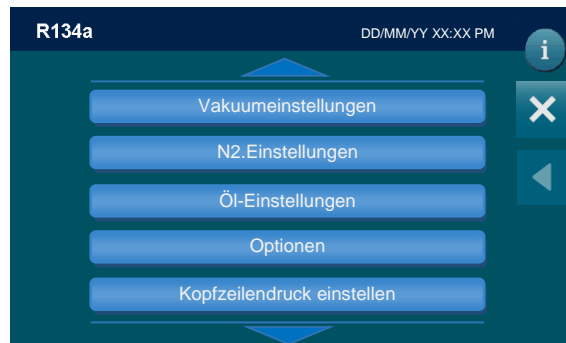 R134a DD/MM/YY XX:XX PM
i
Vakuumeinstellungen
N2.Einstellungen
Öl-Einstellungen
Optionen
Kopfzeilendruck einstellen